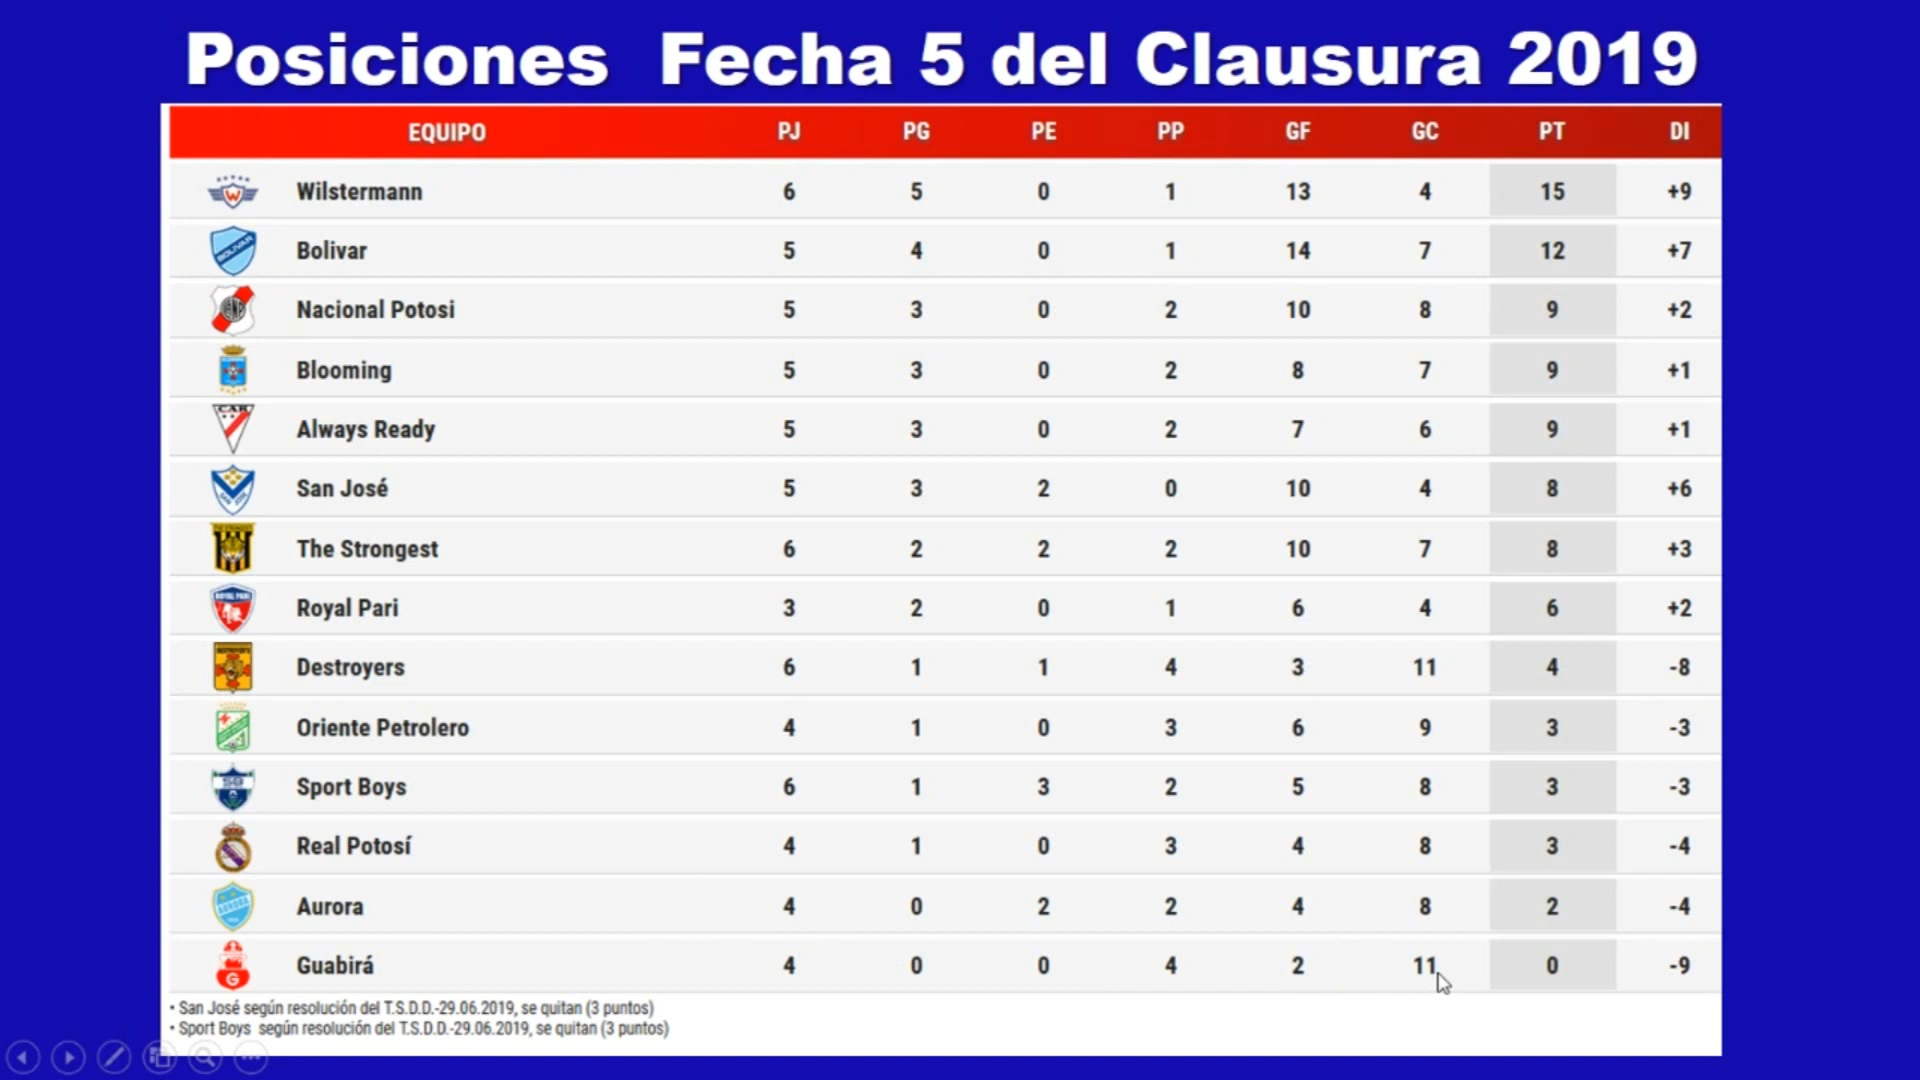 Posiciones Fecha 5 del Clausura 2019
EQUIPO PJ PG PE PP GF GC PT DI
Wilstermann 6 5 0 1 13 4 15 +9
BOLIVAR Bolivar 5 4 0 1 14 7 12 +7
Nacional Potosi 5 3 0 2 10 8 9 +2
Blooming 5 3 0 2 8 7 9 +1
CAR Always Ready 5 3 0 2 7 6 9 +1
San José 5 3 2 0 10 4 8 +6
The Strongest 6 2 2 2 10 7 8 +3
ROYAL PARI Royal Pari 3 2 0 1 6 4 6 +2
Destroyers 6 1 1 4 3 11 4 -8
Oriente Petrolero 4 1 0 3 6 9 3 -3
SB Sport Boys 6 1 3 2 5 8 3 -3
Real Potosí 4 1 0 3 4 8 3 -4
AURORA Aurora 4 0 2 2 4 8 2 -4
G Guabirá 4 0 0 4 2 11 0 -9
• San José según resolución del T.S.D.D.-29.06.2019, se quitan (3 puntos)
• Sport Boys según resolución del T.S.D.D.-29.06.2019, se quitan (3 puntos)